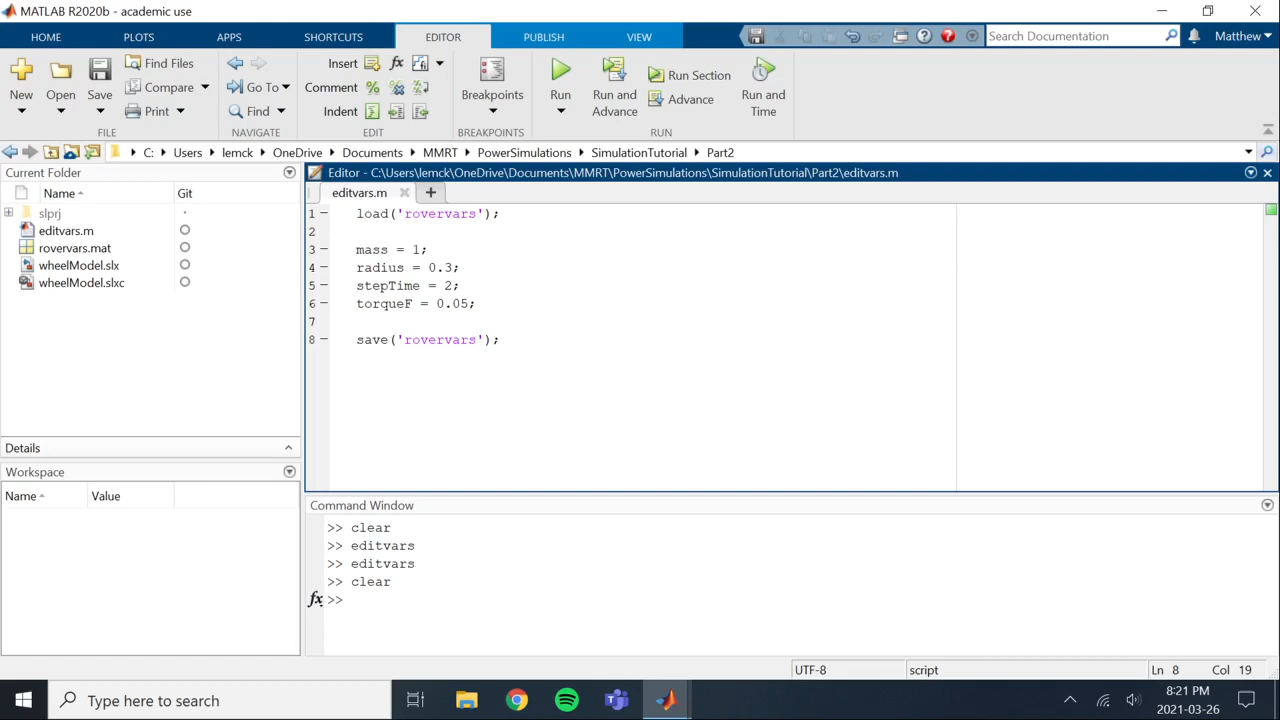 MATLAB R2020b - academic use
HOME PLOTS APPS SHORTCUTS EDITOR PUBLISH VIEW Search Documentation Matthew
New Open Save Find Files Compare Print FILE
Go To Find NAVIGATE
Insert fx Comment Indent EDIT
Breakpoints BREAKPOINTS
Run Run and Advance Run Section Advance Run and Time RUN
C: Users lemck OneDrive Documents MMRT PowerSimulations SimulationTutorial Part2
Current Folder
Name Git
slprj
editvars.m
rovervars.mat
wheelModel.slx
wheelModel.slxc
Details
Workspace
Name Value
Editor - C:\Users\lemck\OneDrive\Documents\MMRT\PowerSimulations\SimulationTutorial\Part2\editvars.m
editvars.m
1 load('rovervars');
2
3 mass = 1;
4 radius = 0.3;
5 stepTime = 2;
6 torqueF = 0.05;
7
8 save('rovervars');
Command Window
>> clear
>> editvars
>> editvars
>> clear
fx >>
UTF-8 script Ln 8 Col 19
Type here to search
8:21 PM
2021-03-26